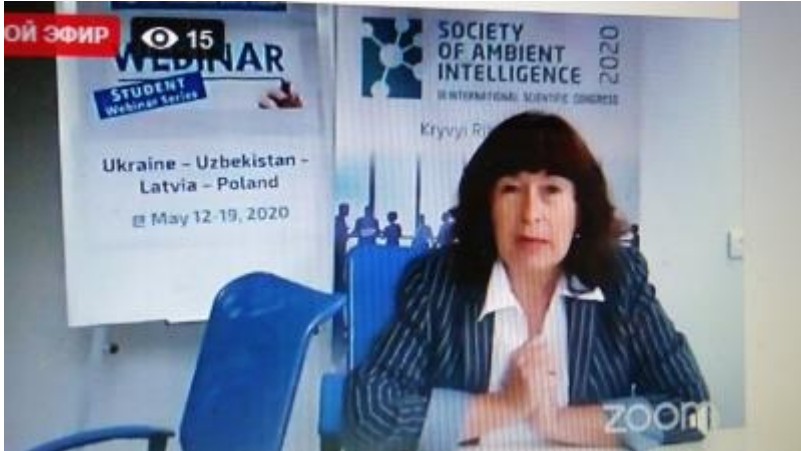 ОЙ ЭФИР
15
WEBINAR
STUDENT
Webinar Series
Ukraine – Uzbekistan –
Latvia – Poland
May 12-19, 2020
SOCIETY
OF AMBIENT
INTELLIGENCE
2020
III INTERNATIONAL SCIENTIFIC CONGRESS
Kryvyi
zoom